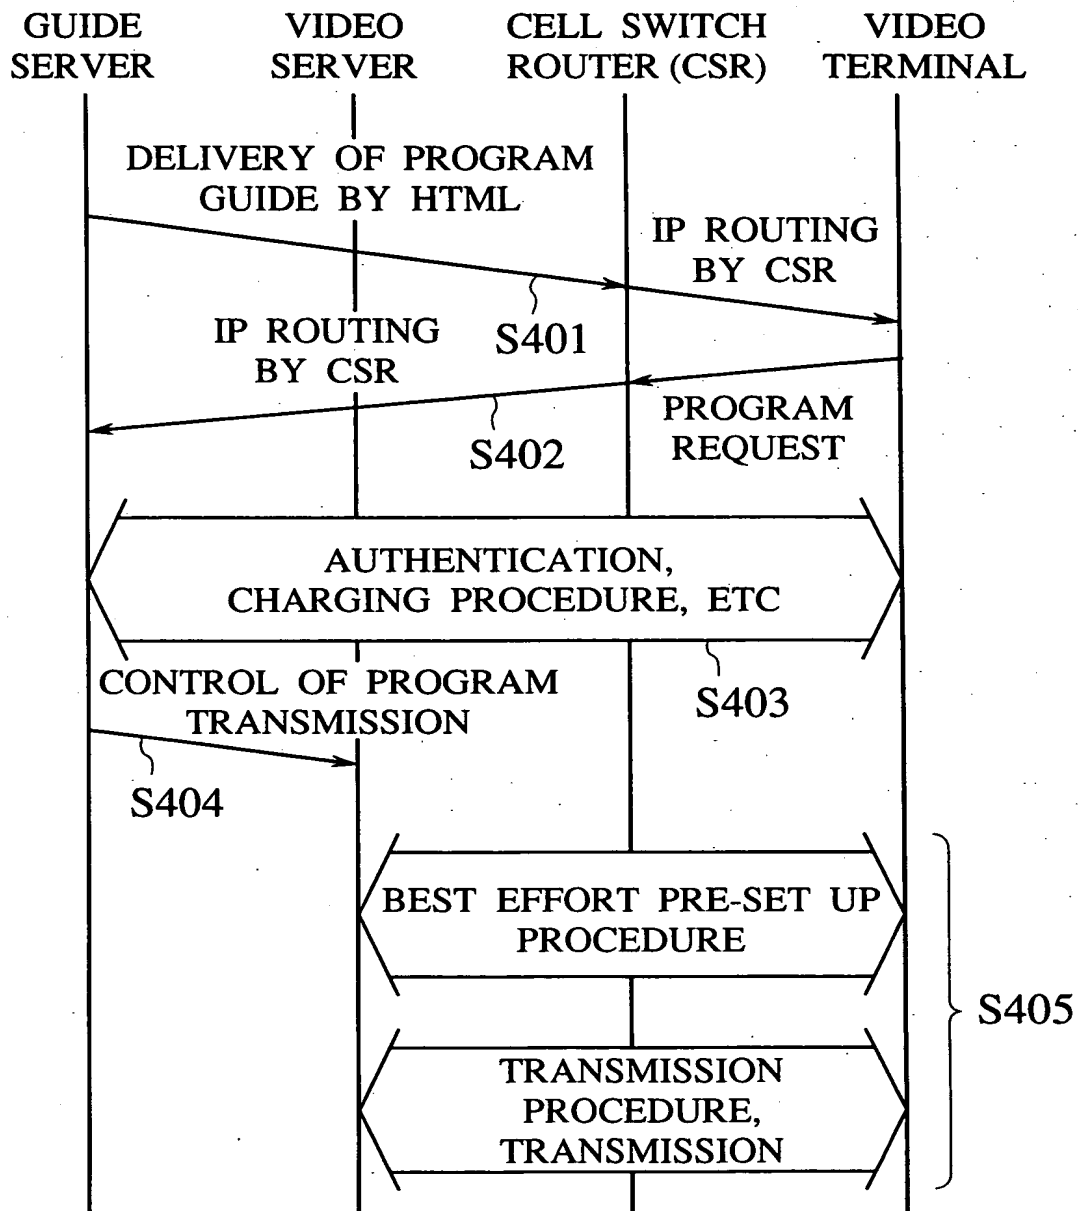 GUIDE
SERVER
VIDEO
SERVER
CELL SWITCH
ROUTER (CSR)
VIDEO
TERMINAL
DELIVERY OF PROGRAM
GUIDE BY HTML
IP ROUTING
BY CSR
S401
IP ROUTING
BY CSR
PROGRAM
REQUEST
S402
AUTHENTICATION,
CHARGING PROCEDURE, ETC
S403
CONTROL OF PROGRAM
TRANSMISSION
S404
BEST EFFORT PRE-SET UP
PROCEDURE
S405
TRANSMISSION
PROCEDURE,
TRANSMISSION